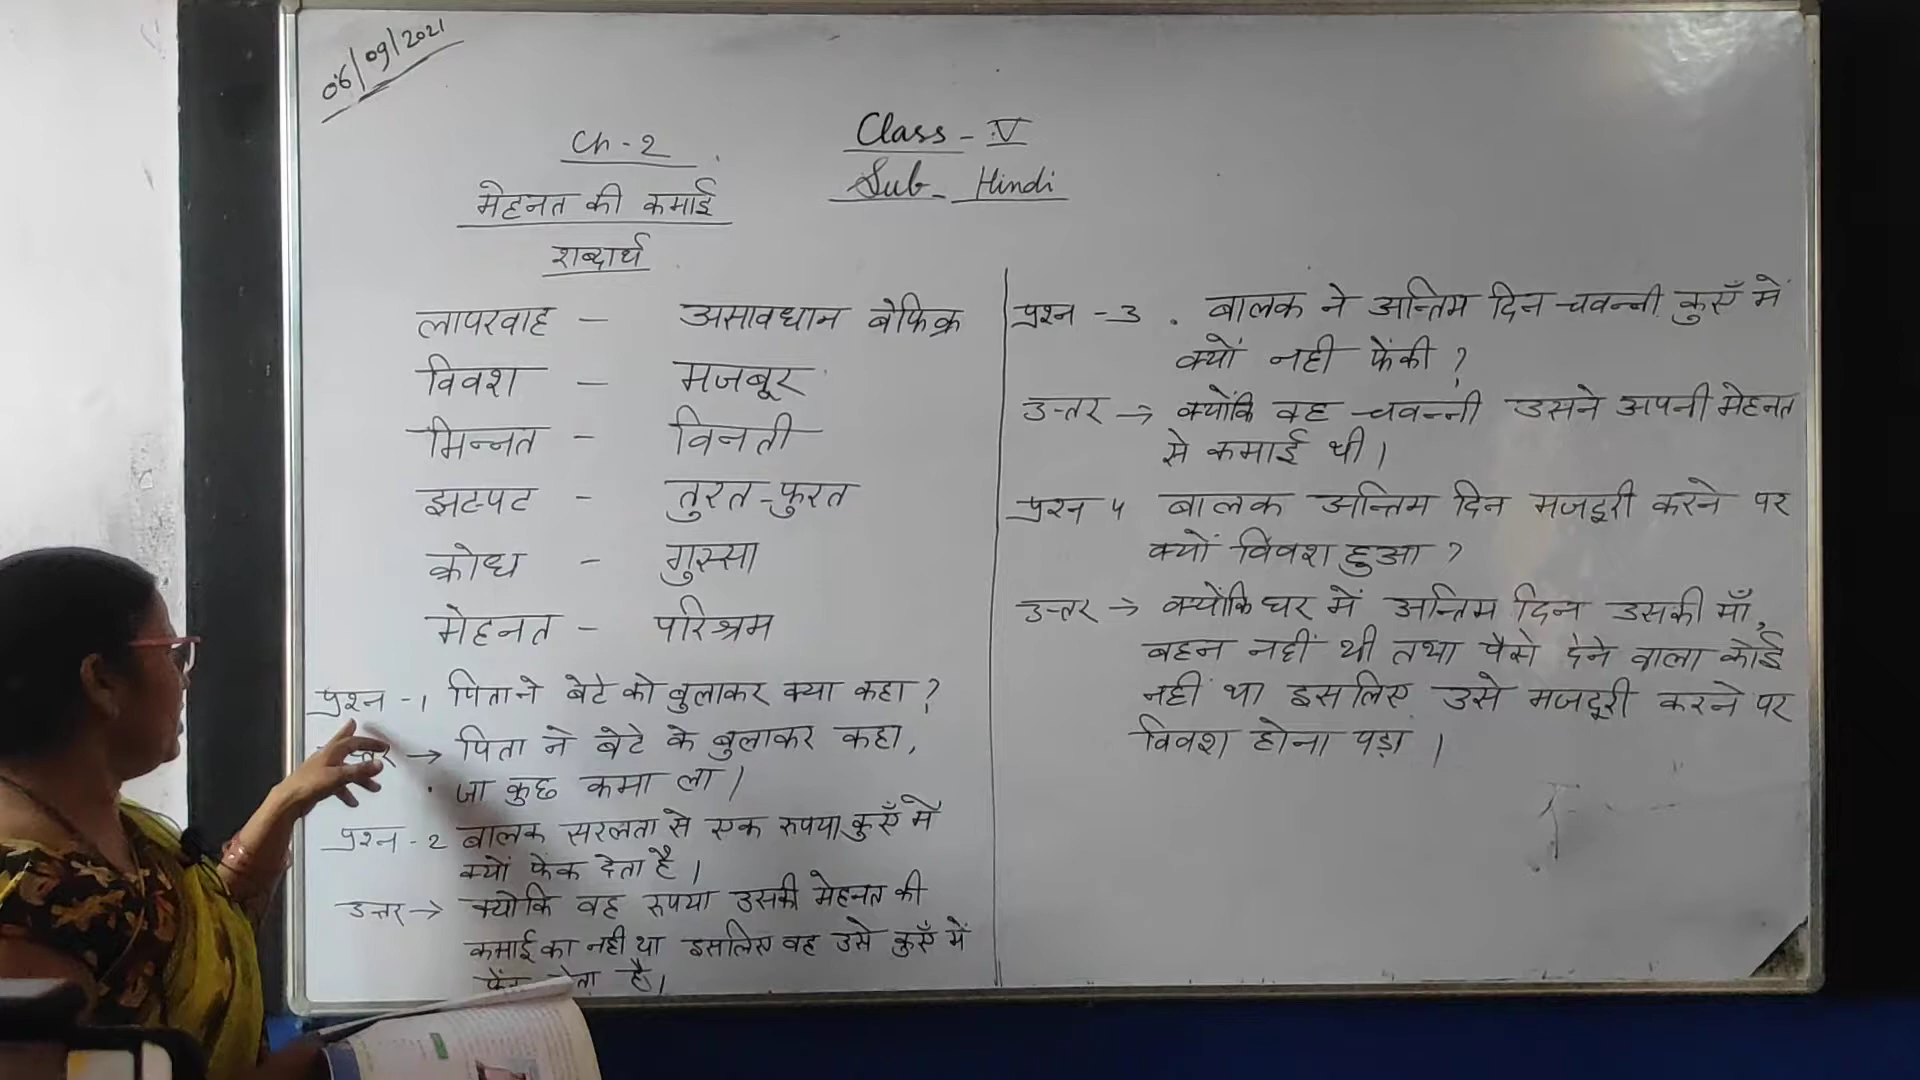 06/09/2021
Class - V
Sub - Hindi
Ch - 2
मेहनत की कमाई
शब्दार्थ
लापरवाह - असावधान बेफिक्र
विवश - मजबूर
मिन्नत - विनती
झटपट - तुरत-फुरत
क्रोध - गुस्सा
मेहनत - परिश्रम
प्रश्न - 1 पिता ने बेटे को बुलाकर क्या कहा?
उत्तर → पिता ने बेटे के बुलाकर कहा,
जा कुछ कमा ला।
प्रश्न - 2 बालक सरलता से एक रुपया कुएँ में
क्यों फेंक देता है।
उत्तर → क्योकि वह रुपया उसकी मेहनत की
कमाई का नही था इसलिए वह उसे कुएँ में
है।
प्रश्न - 3 . बालक ने अन्तिम दिन चवन्नी कुएँ में
क्यों नही फेंकी?
उत्तर → क्योंकि वह चवन्नी उसने अपनी मेहनत
से कमाई थी।
प्रश्न 4 बालक अन्तिम दिन मजदूरी करने पर
क्यों विवश हुआ?
उत्तर → क्योंकि घर में अन्तिम दिन उसकी माँ,
बहन नहीं थी तथा पैसे देने वाला कोई
नहीं था इसलिए उसे मजदूरी करने पर
विवश होना पड़ा।